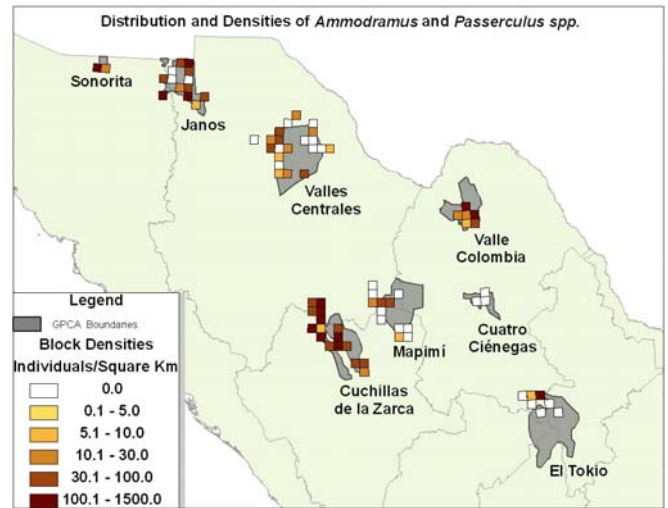 Distribution and Densities of Ammodramus and Passerculus spp.
Sonorita
Janos
Valles
Centrales
Valle
Colombia
Cuatro
Ciénegas
Mapimí
Cuchillas
de la Zarca
El Tokio
Legend
GPCA Boundaries
Block Densities
Individuals/Square Km
0.0
0.1 - 5.0
5.1 - 10.0
10.1 - 30.0
30.1 - 100.0
100.1 - 1500.0